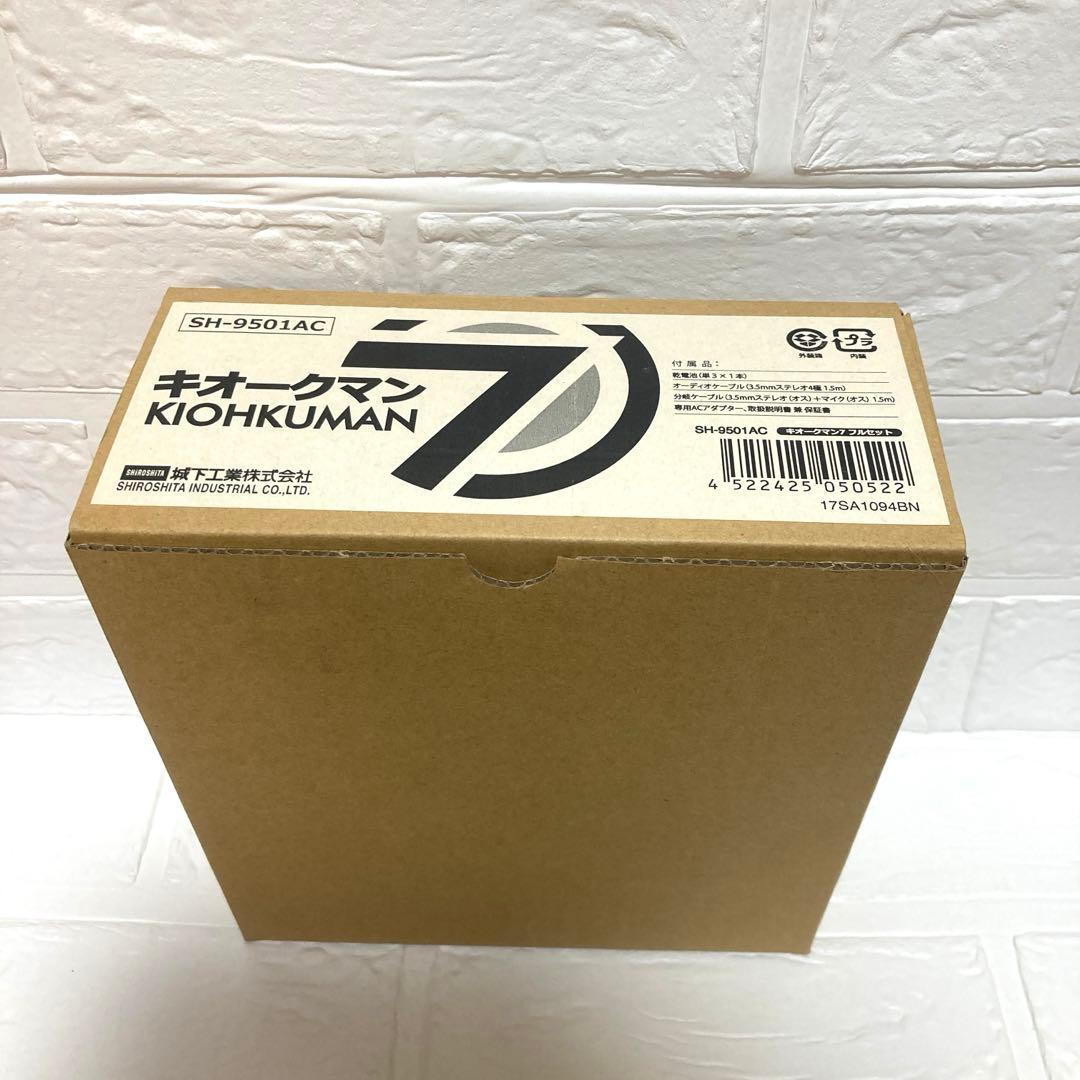 SH-9501AC
キオークマン
KIOHKUMAN
7
SHIROSHITA 城下工業株式会社
SHIROSHITA INDUSTRIAL CO.,LTD.
紙
外装箱
プラ
内装
付属品：
乾電池（単3×1本）
オーディオケーブル（3.5mmステレオ4極 1.5m）
分岐ケーブル（3.5mmステレオ（オス）＋マイク（オス） 1.5m）
専用ACアダプター、取扱説明書 兼 保証書
SH-9501AC キオークマン7 フルセット
4 522425 050522
17SA1094BN